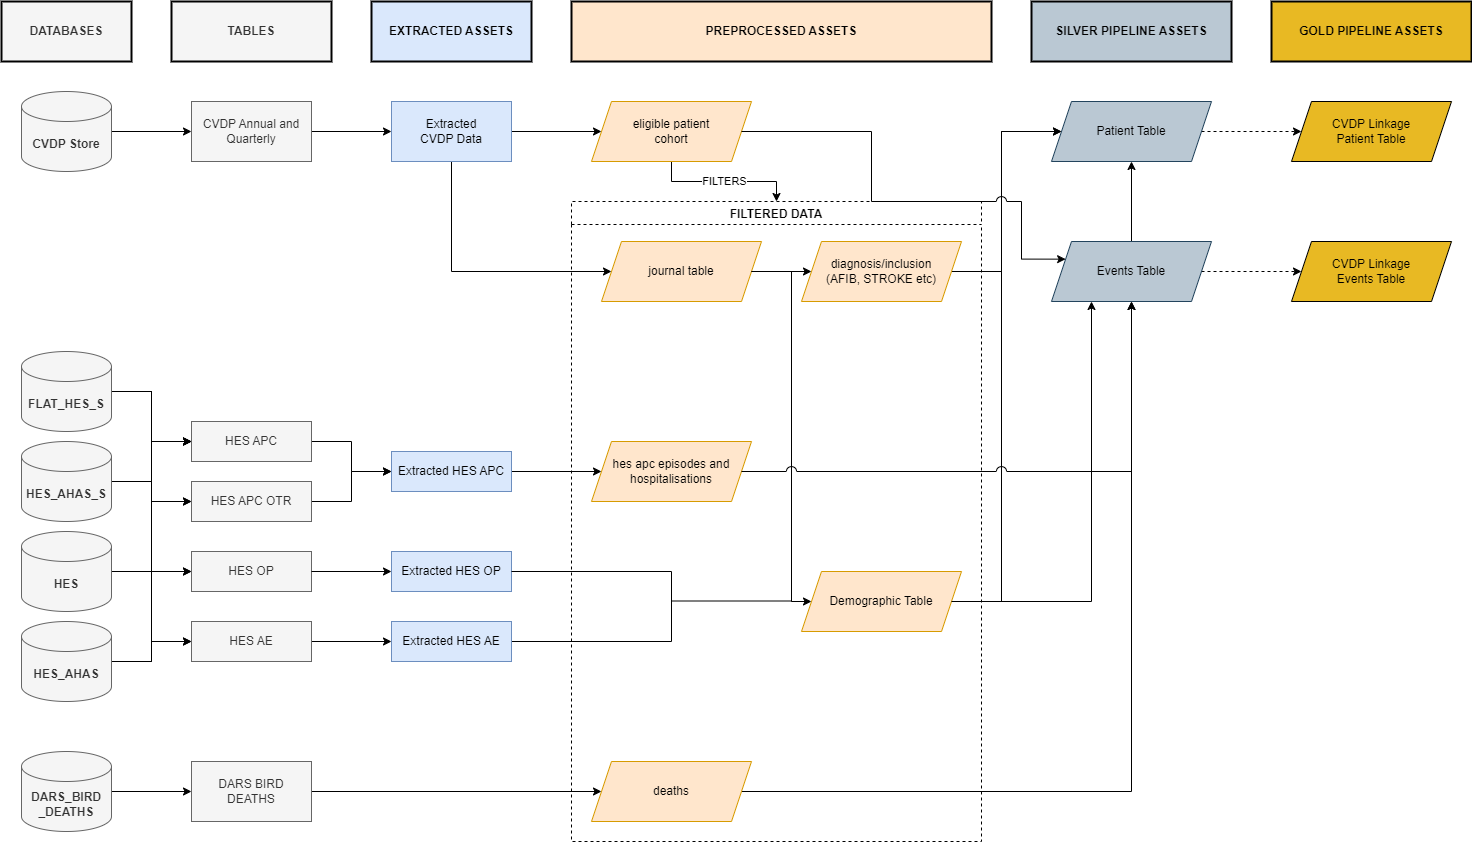 DATABASES
TABLES
EXTRACTED ASSETS
PREPROCESSED ASSETS
SILVER PIPELINE ASSETS
GOLD PIPELINE ASSETS
CVDP Store
CVDP Annual and
Quarterly
Extracted
CVDP Data
eligible patient
cohort
Patient Table
CVDP Linkage
Patient Table
FILTERS
FILTERED DATA
journal table
diagnosis/inclusion
(AFIB, STROKE etc)
Events Table
CVDP Linkage
Events Table
FLAT_HES_S
HES APC
HES_AHAS_S
HES APC OTR
Extracted HES APC
hes apc episodes and
hospitalisations
HES
HES OP
Extracted HES OP
Demographic Table
HES_AHAS
HES AE
Extracted HES AE
DARS_BIRD
_DEATHS
DARS BIRD
DEATHS
deaths